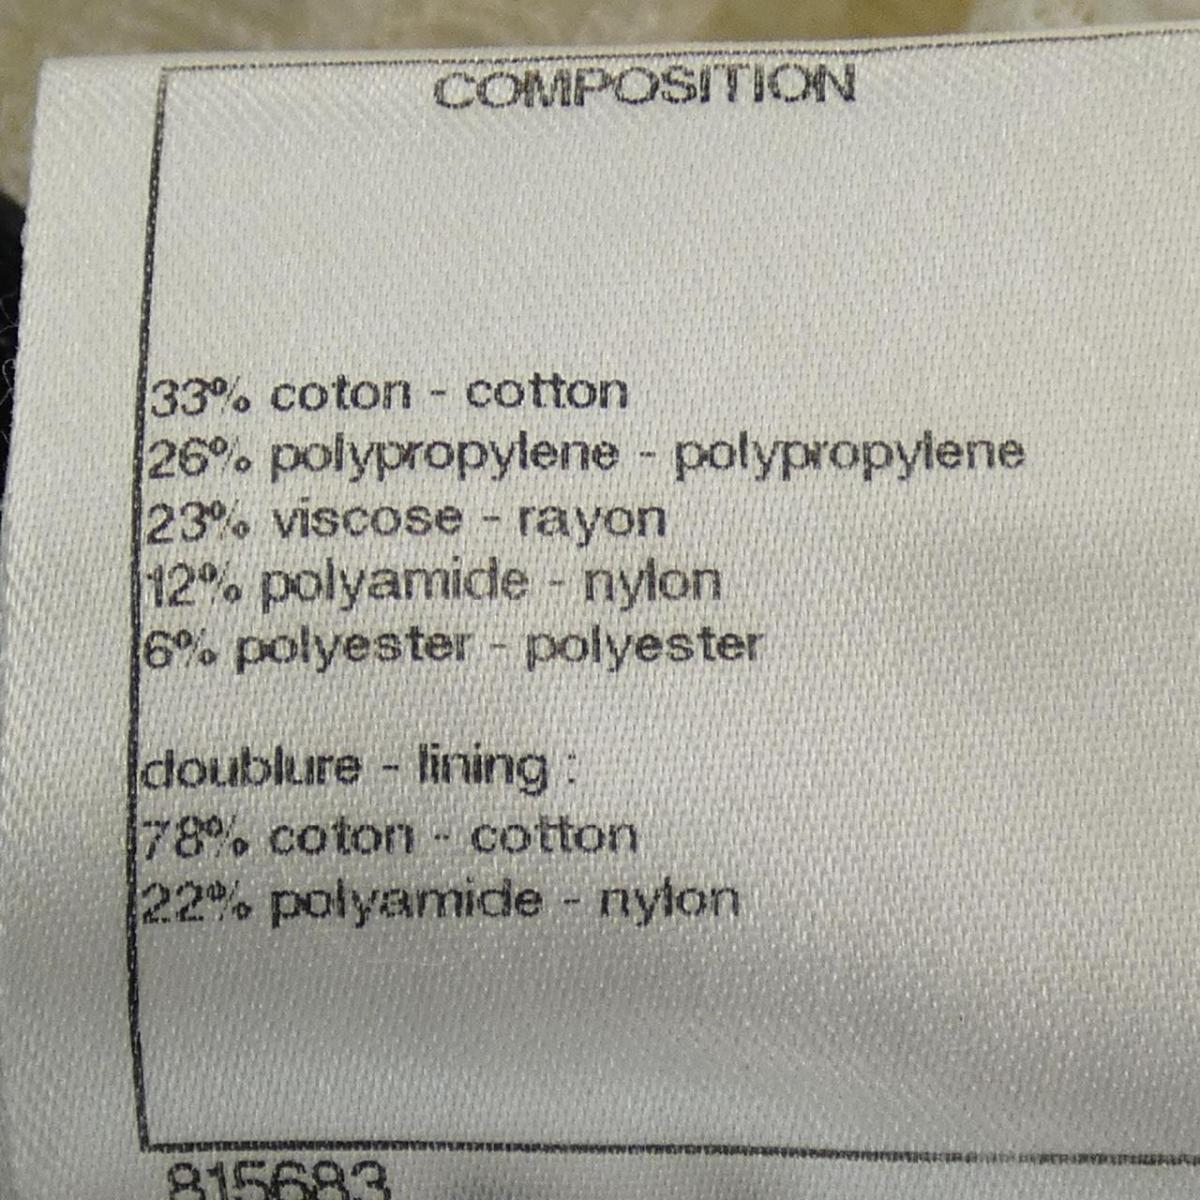 COMPOSITION
33% coton - cotton
26% polypropylene - polypropylene
23% viscose - rayon
12% polyamide - nylon
6% polyester - polyester
doublure - lining :
78% coton - cotton
22% polyamide - nylon
815683